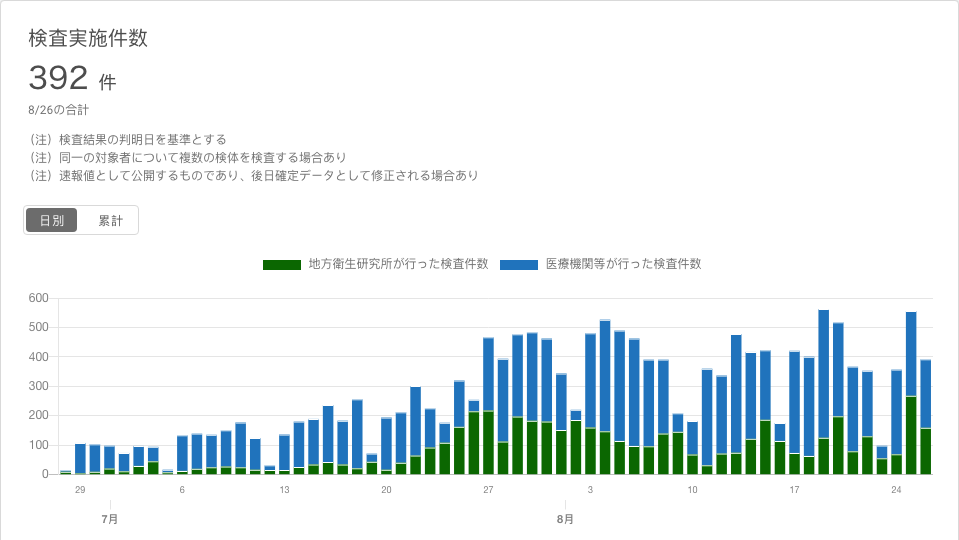 検査実施件数
392 件
8/26の合計
（注）検査結果の判明日を基準とする
（注）同一の対象者について複数の検体を検査する場合あり
（注）速報値として公開するものであり、後日確定データとして修正される場合あり
日別 累計
地方衛生研究所が行った検査件数 医療機関等が行った検査件数
600
500
400
300
200
100
0
29 6 13 20 27 3 10 17 24
7月 8月